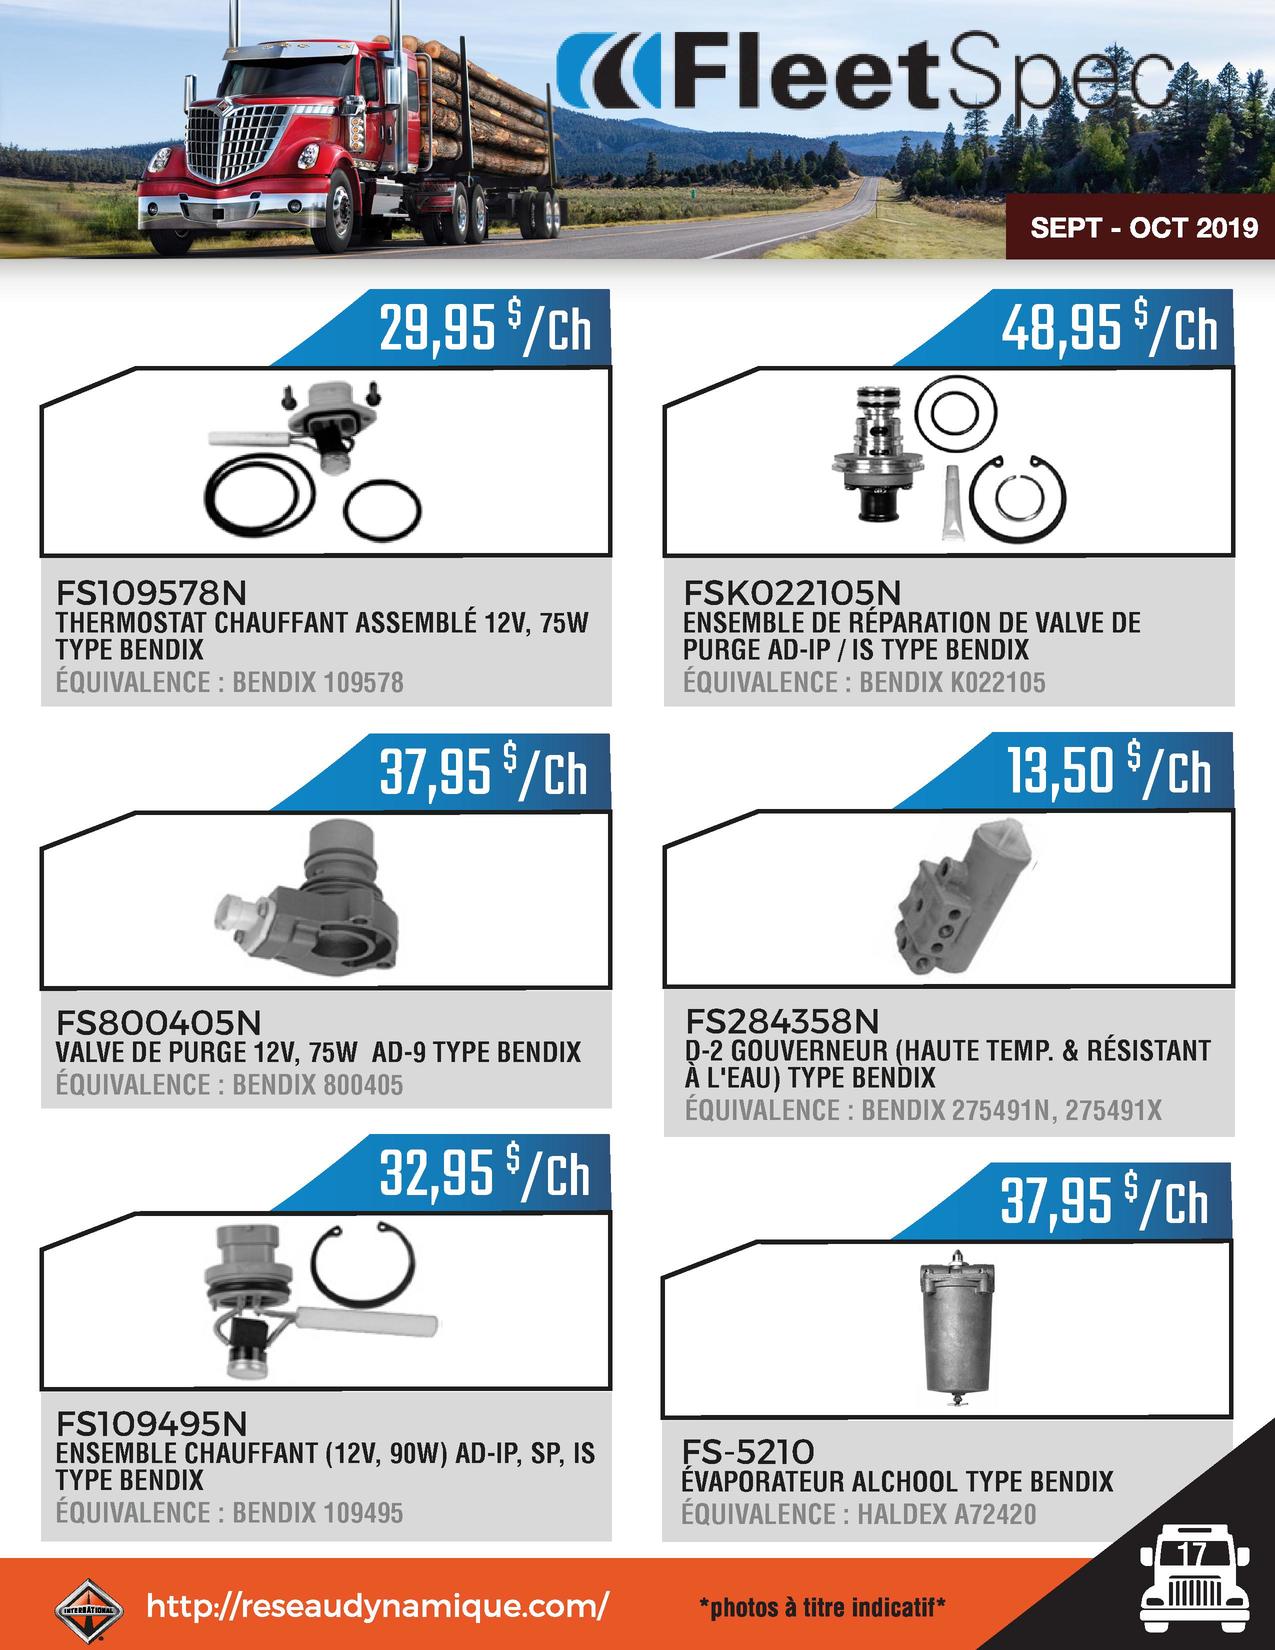 FleetSpec
SEPT - OCT 2019
29,95 $/Ch
FS109578N
THERMOSTAT CHAUFFANT ASSEMBLÉ 12V, 75W
TYPE BENDIX
ÉQUIVALENCE : BENDIX 109578
48,95 $/Ch
FSK022105N
ENSEMBLE DE RÉPARATION DE VALVE DE
PURGE AD-IP / IS TYPE BENDIX
ÉQUIVALENCE : BENDIX K022105
37,95 $/Ch
FS800405N
VALVE DE PURGE 12V, 75W AD-9 TYPE BENDIX
ÉQUIVALENCE : BENDIX 800405
13,50 $/Ch
FS284358N
D-2 GOUVERNEUR (HAUTE TEMP. & RÉSISTANT
À L'EAU) TYPE BENDIX
ÉQUIVALENCE : BENDIX 275491N, 275491X
32,95 $/Ch
FS109495N
ENSEMBLE CHAUFFANT (12V, 90W) AD-IP, SP, IS
TYPE BENDIX
ÉQUIVALENCE : BENDIX 109495
37,95 $/Ch
FS-5210
ÉVAPORATEUR ALCHOOL TYPE BENDIX
ÉQUIVALENCE : HALDEX A72420
17
INTERNATIONAL
http://reseaudynamique.com/
*photos à titre indicatif*